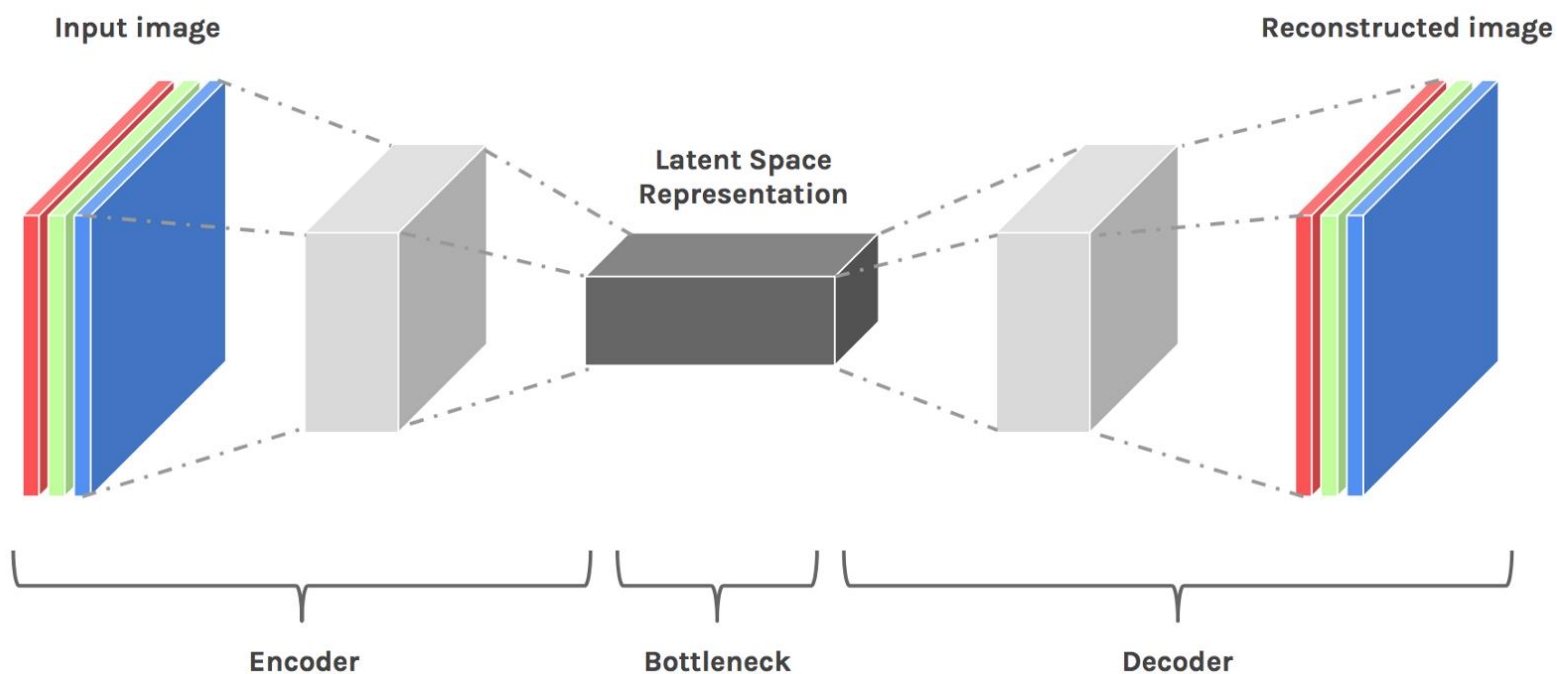 Input image
Reconstructed image
Latent Space
Representation
Encoder
Bottleneck
Decoder